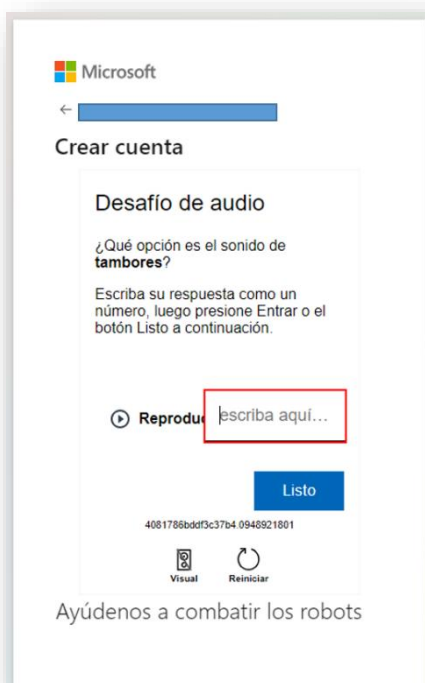 Microsoft
Crear cuenta
Desafío de audio
¿Qué opción es el sonido de
tambores?
Escriba su respuesta como un
número, luego presione Entrar o el
botón Listo a continuación.
Reprodu escriba aquí...
Listo
4081786bddf3c37b4.0948921801
Visual Reiniciar
Ayúdenos a combatir los robots